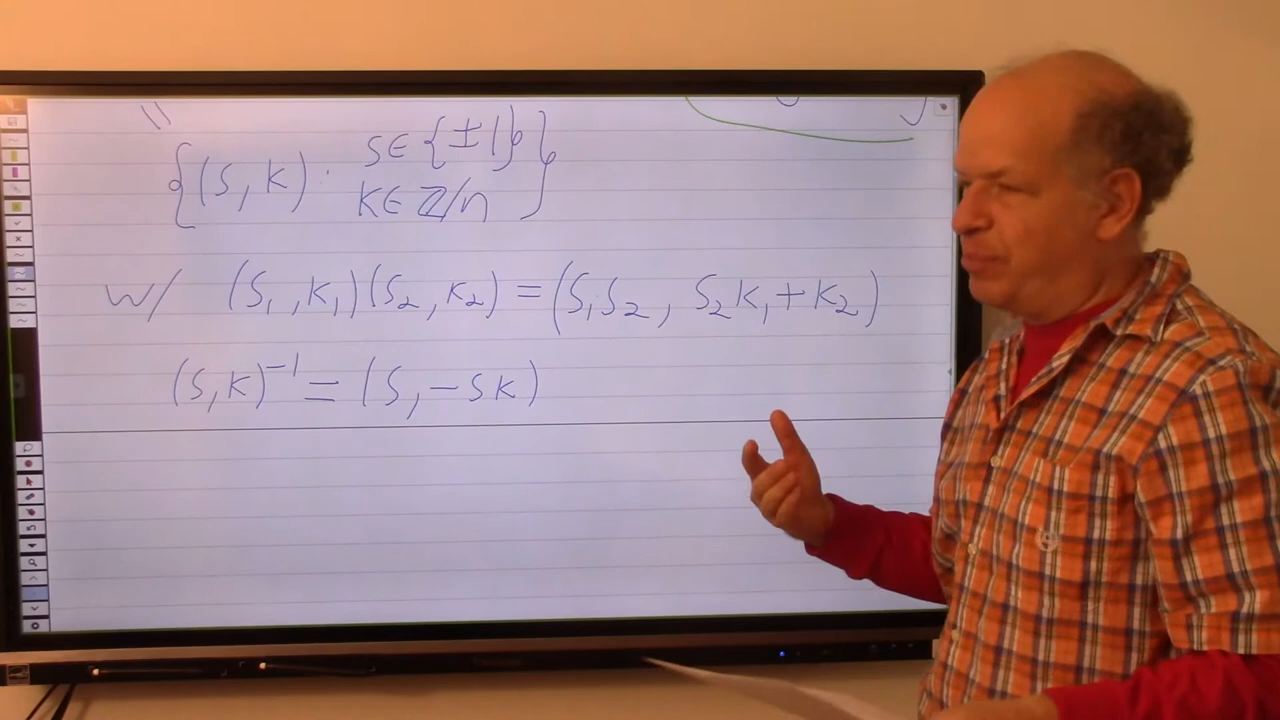 {(s, k) : s ∈ {±1}
k ∈ ℤ/n}
w/ (s₁, k₁)(s₂, k₂) = (s₁s₂, s₂k₁+k₂)
(s, k)⁻¹ = (s, -sk)